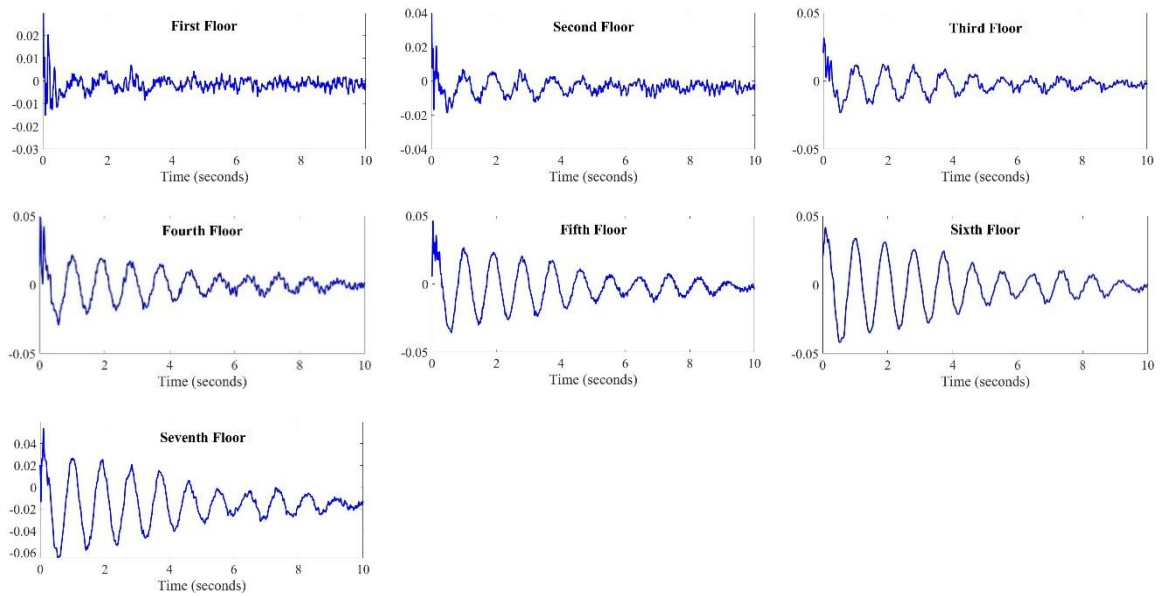 First Floor
0.02
0.01
0
-0.01
-0.02
-0.03
0 2 4 6 8 10
Time (seconds)
Second Floor
0.04
0.02
0
-0.02
-0.04
0 2 4 6 8 10
Time (seconds)
Third Floor
0.05
0
-0.05
0 2 4 6 8 10
Time (seconds)
Fourth Floor
0.05
0
-0.05
0 2 4 6 8 10
Time (seconds)
Fifth Floor
0.05
0
-0.05
0 2 4 6 8 10
Time (seconds)
Sixth Floor
0.05
0
-0.05
0 2 4 6 8 10
Time (seconds)
Seventh Floor
0.04
0.02
0
-0.02
-0.04
-0.06
0 2 4 6 8 10
Time (seconds)